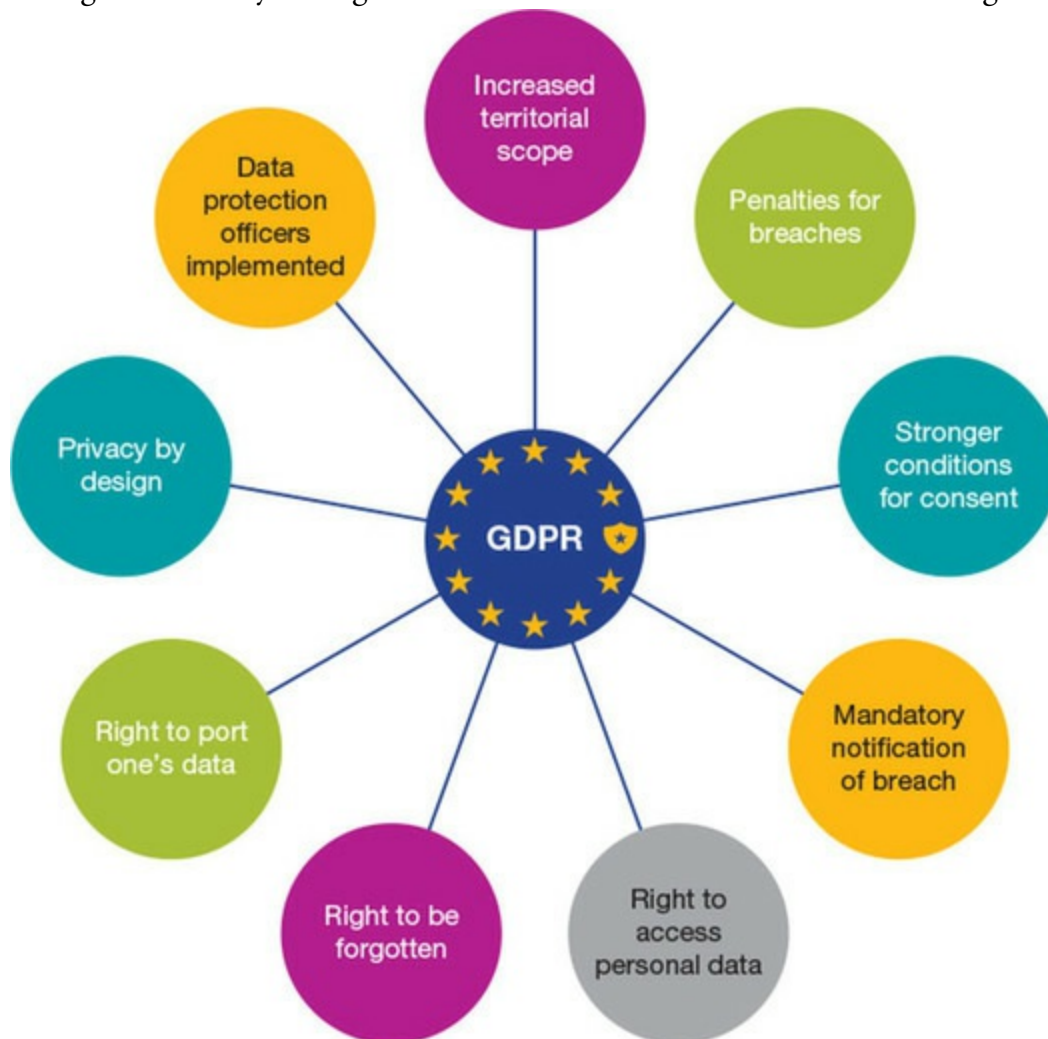 Increased
territorial
scope
Penalties for
breaches
Stronger
conditions
for consent
Mandatory
notification
of breach
Right to
access
personal data
Right to be
forgotten
Right to port
one's data
Privacy by
design
Data
protection
officers
implemented
GDPR